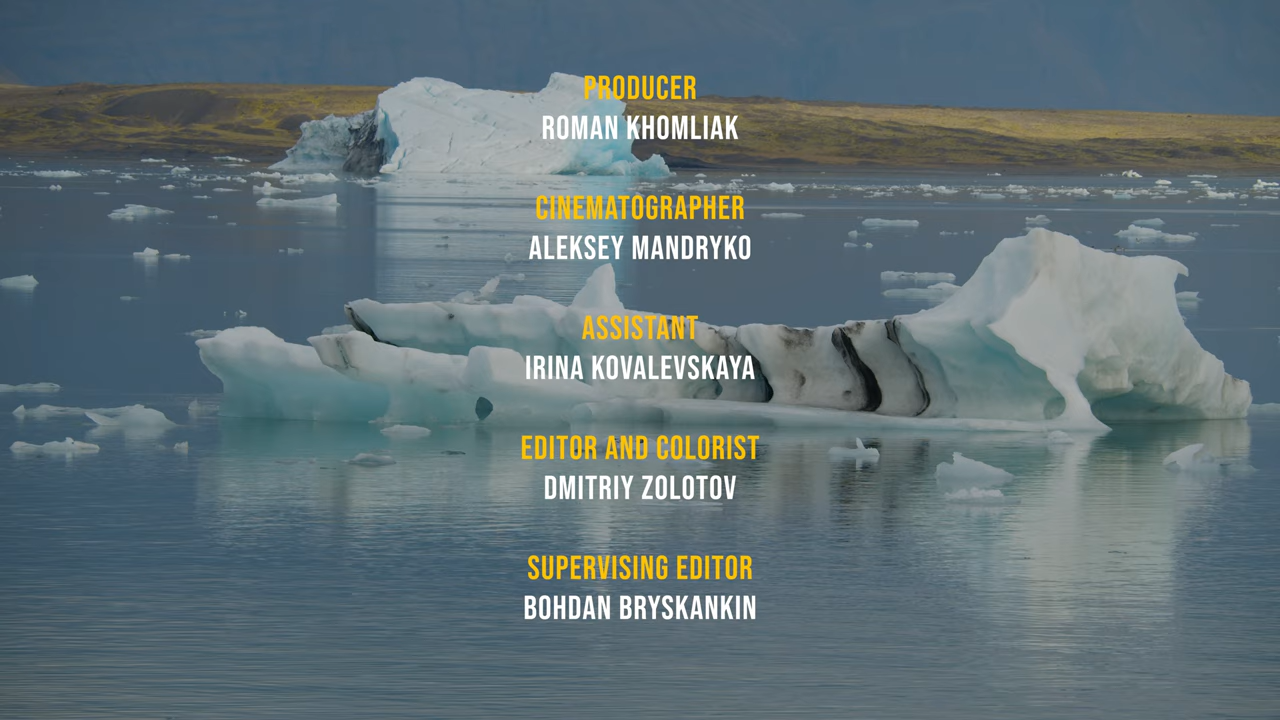 PRODUCER
ROMAN KHOMLIAK
CINEMATOGRAPHER
ALEKSEY MANDRYKO
ASSISTANT
IRINA KOVALEVSKAYA
EDITOR AND COLORIST
DMITRIY ZOLOTOV
SUPERVISING EDITOR
BOHDAN BRYSKANKIN